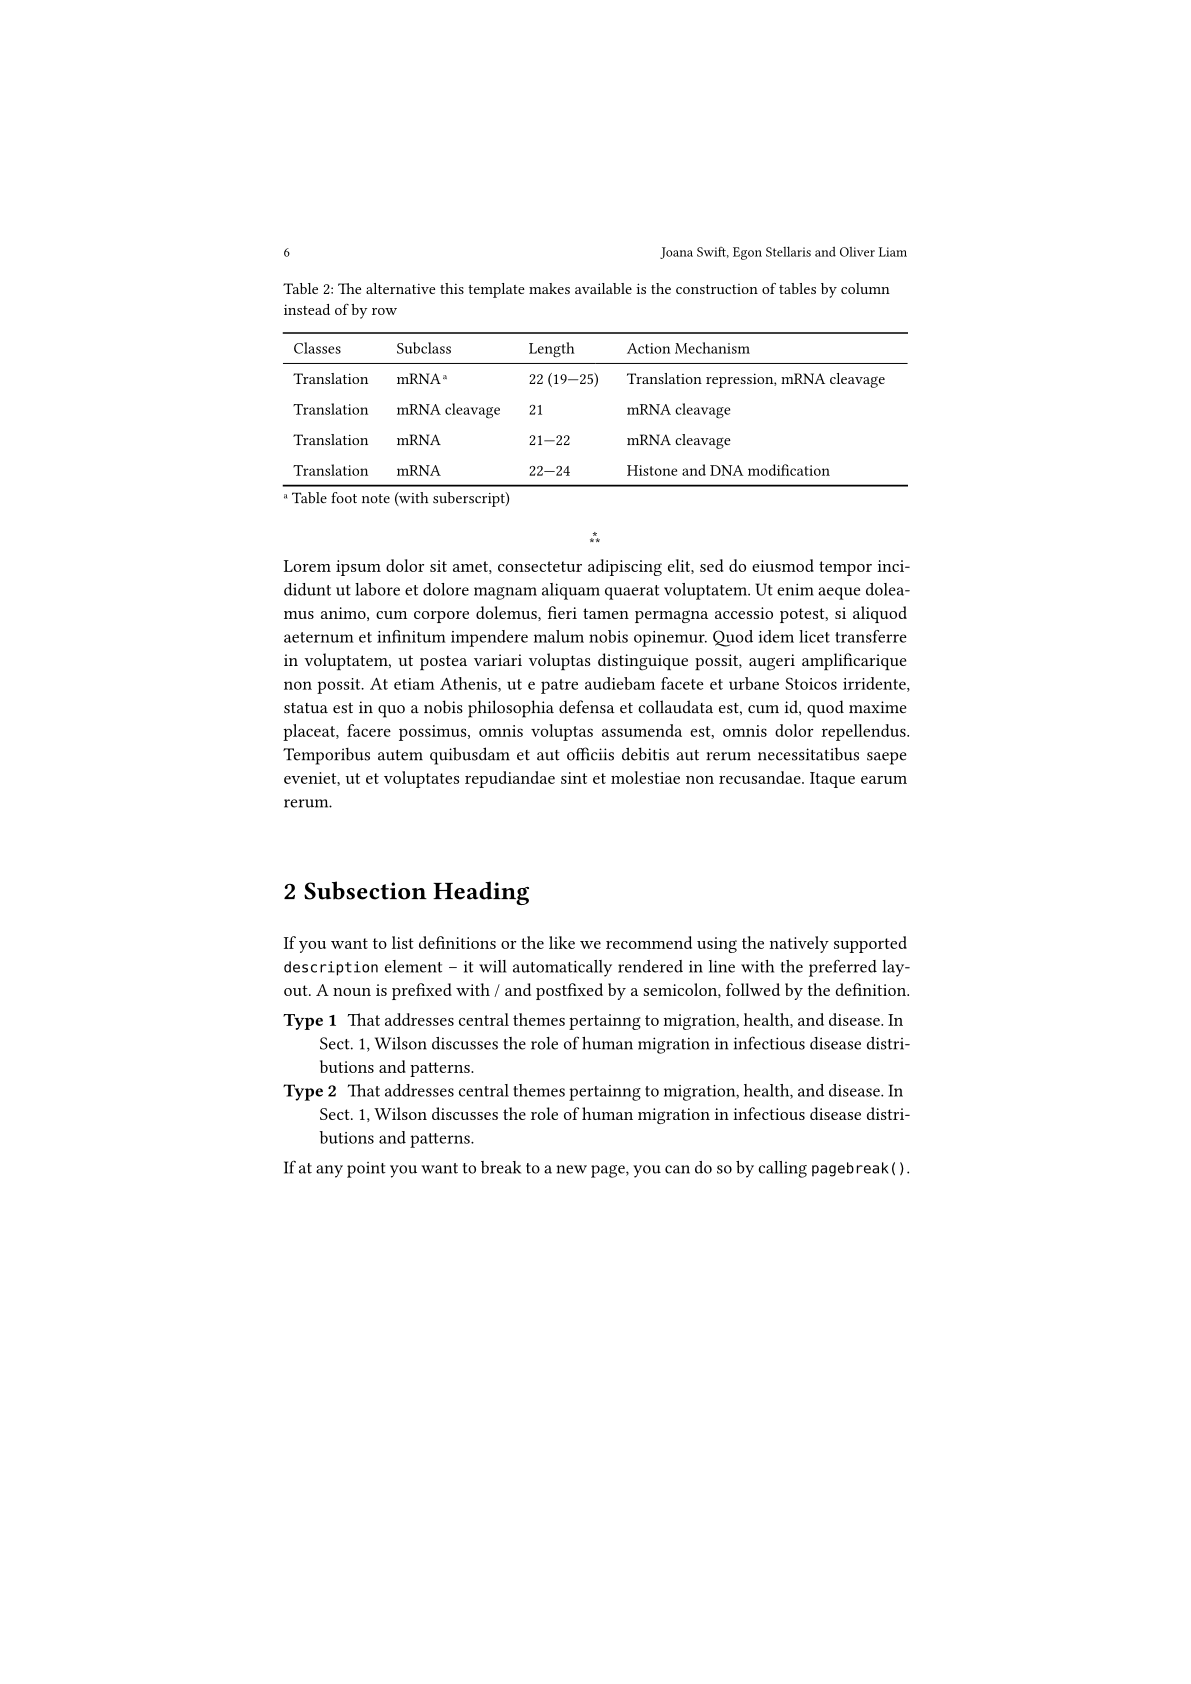 6 Joana Swift, Egon Stellaris and Oliver Liam
Table 2: The alternative this template makes available is the construction of tables by column
instead of by row
Classes Subclass Length Action Mechanism
Translation mRNAᵃ 22 (19—25) Translation repression, mRNA cleavage
Translation mRNA cleavage 21 mRNA cleavage
Translation mRNA 21—22 mRNA cleavage
Translation mRNA 22—24 Histone and DNA modification
ᵃ Table foot note (with suberscript)
⁂
Lorem ipsum dolor sit amet, consectetur adipiscing elit, sed do eiusmod tempor inci-
didunt ut labore et dolore magnam aliquam quaerat voluptatem. Ut enim aeque dolea-
mus animo, cum corpore dolemus, fieri tamen permagna accessio potest, si aliquod
aeternum et infinitum impendere malum nobis opinemur. Quod idem licet transferre
in voluptatem, ut postea variari voluptas distinguique possit, augeri amplificarique
non possit. At etiam Athenis, ut e patre audiebam facete et urbane Stoicos irridente,
statua est in quo a nobis philosophia defensa et collaudata est, cum id, quod maxime
placeat, facere possimus, omnis voluptas assumenda est, omnis dolor repellendus.
Temporibus autem quibusdam et aut officiis debitis aut rerum necessitatibus saepe
eveniet, ut et voluptates repudiandae sint et molestiae non recusandae. Itaque earum
rerum.
2 Subsection Heading
If you want to list definitions or the like we recommend using the natively supported
description element – it will automatically rendered in line with the preferred lay-
out. A noun is prefixed with / and postfixed by a semicolon, follwed by the definition.
Type 1 That addresses central themes pertainng to migration, health, and disease. In
Sect. 1, Wilson discusses the role of human migration in infectious disease distri-
butions and patterns.
Type 2 That addresses central themes pertainng to migration, health, and disease. In
Sect. 1, Wilson discusses the role of human migration in infectious disease distri-
butions and patterns.
If at any point you want to break to a new page, you can do so by calling pagebreak().